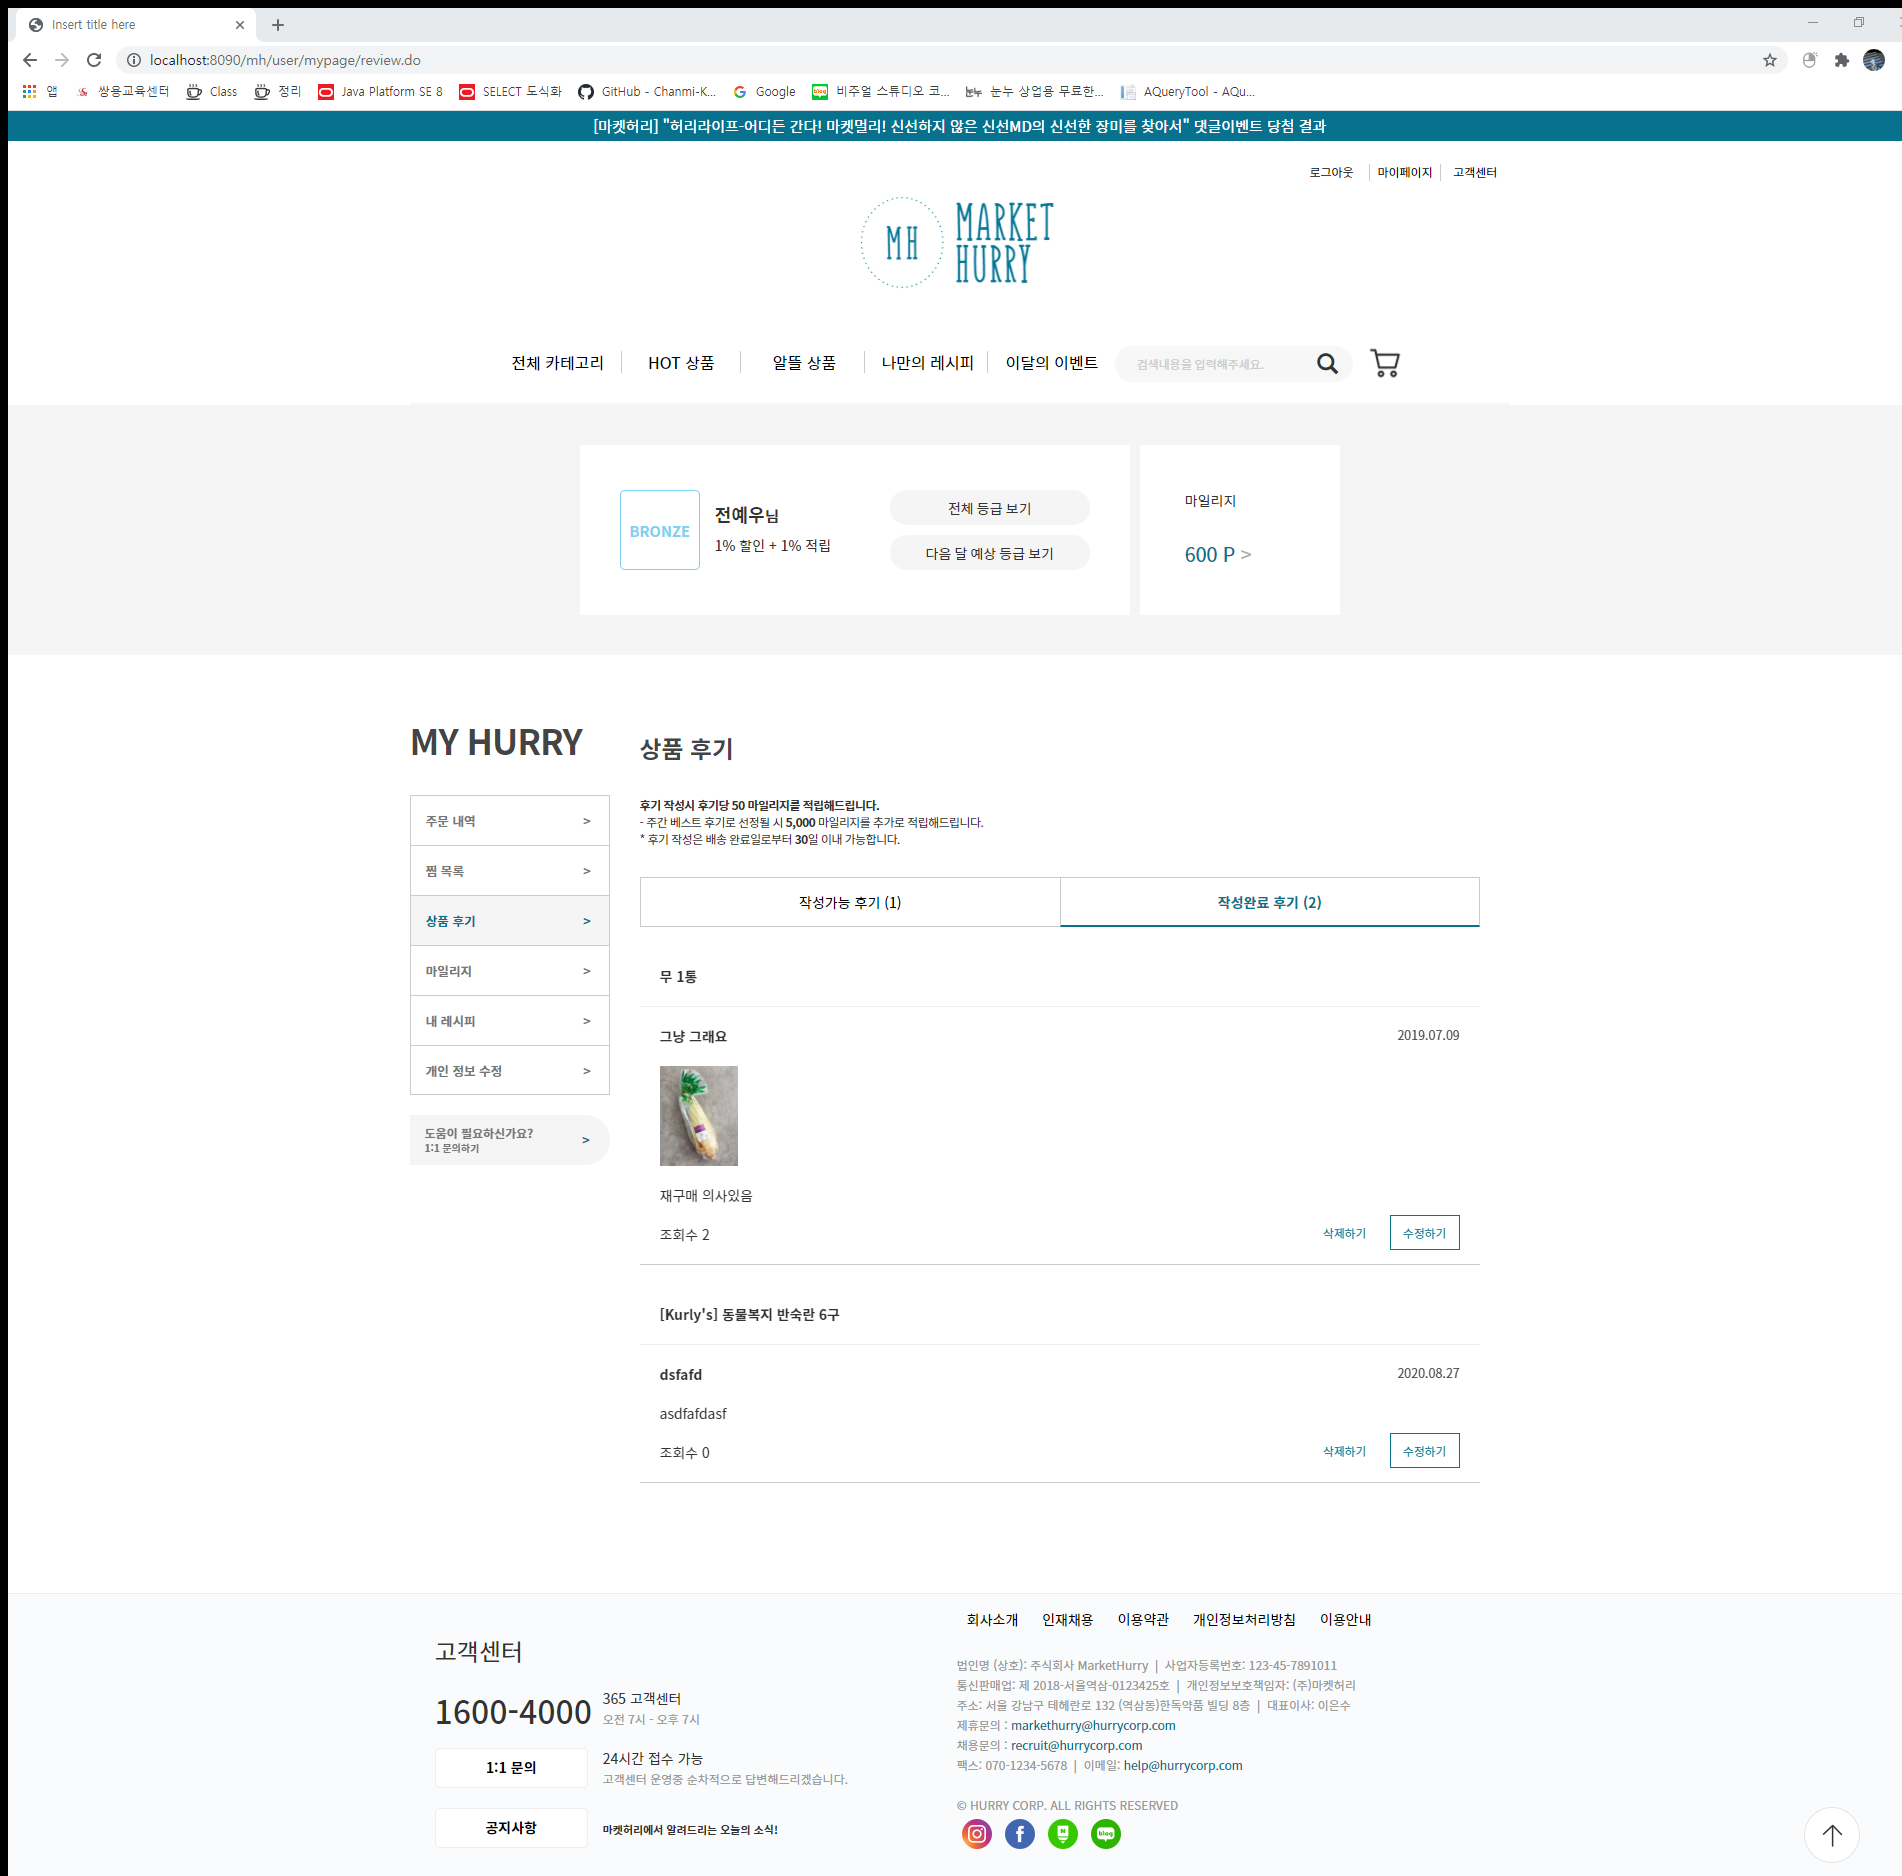 Insert title here
localhost:8090/mh/user/mypage/review.do
앱 쌍용교육센터 Class 정리 Java Platform SE 8 SELECT 도식화 GitHub - Chanmi-K... Google 비주얼 스튜디오 코... 눈누 상업용 무료한... AQueryTool - AQu...
[마켓허리] "허리라이프-어디든 간다! 마켓멀리! 신선하지 않은 신선MD의 신선한 장미를 찾아서" 댓글이벤트 당첨 결과
로그아웃 마이페이지 고객센터
MH MARKET HURRY
전체 카테고리 HOT 상품 알뜰 상품 나만의 레시피 이달의 이벤트 검색내용을 입력해주세요.
BRONZE
전예우님
1% 할인 + 1% 적립
전체 등급 보기
다음 달 예상 등급 보기
마일리지
600 P >
MY HURRY
주문 내역 >
찜 목록 >
상품 후기 >
마일리지 >
내 레시피 >
개인 정보 수정 >
도움이 필요하신가요?
1:1 문의하기 >
상품 후기
후기 작성시 후기당 50 마일리지를 적립해드립니다.
- 주간 베스트 후기로 선정될 시 5,000 마일리지를 추가로 적립해드립니다.
* 후기 작성은 배송 완료일로부터 30일 이내 가능합니다.
작성가능 후기 (1) 작성완료 후기 (2)
무 1통
그냥 그래요 2019.07.09
재구매 의사있음
조회수 2 삭제하기 수정하기
[Kurly's] 동물복지 반숙란 6구
dsfafd 2020.08.27
asdfafdasf
조회수 0 삭제하기 수정하기
고객센터
1600-4000 365 고객센터
오전 7시 - 오후 7시
1:1 문의 24시간 접수 가능
고객센터 운영중 순차적으로 답변해드리겠습니다.
공지사항 마켓허리에서 알려드리는 오늘의 소식!
회사소개 인재채용 이용약관 개인정보처리방침 이용안내
법인명 (상호): 주식회사 MarketHurry | 사업자등록번호: 123-45-7891011
통신판매업: 제 2018-서울역삼-0123425호 | 개인정보보호책임자: (주)마켓허리
주소: 서울 강남구 테헤란로 132 (역삼동)한독약품 빌딩 8층 | 대표이사: 이은수
제휴문의 : markethurry@hurrycorp.com
채용문의 : recruit@hurrycorp.com
팩스: 070-1234-5678 | 이메일: help@hurrycorp.com
© HURRY CORP. ALL RIGHTS RESERVED
blog